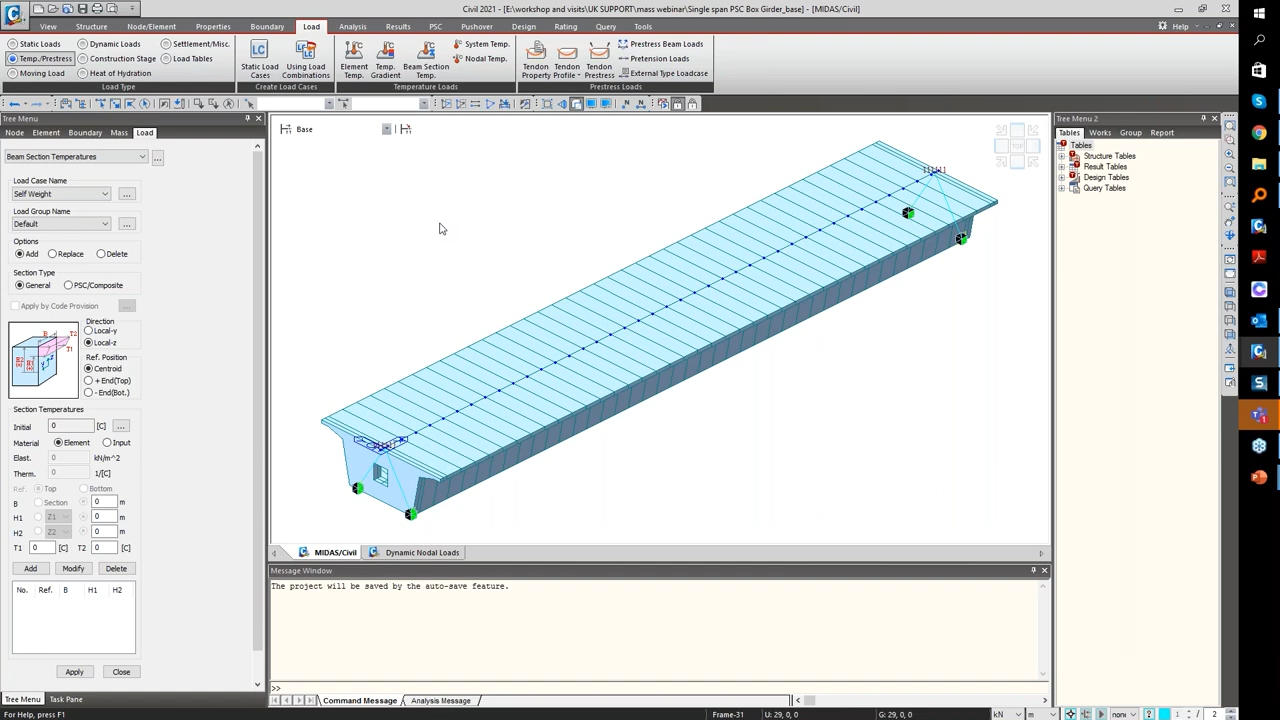 Civil 2021 - [E:\workshop and visits\UK SUPPORT\mass webinar\Single span PSC Box Girder_base]
View Structure Node/Element Properties Boundary Load Analysis Results PSC Pushover Design Rating Query Tools Help
Static Loads Dynamic Loads Settlement/Misc.
Temp./Prestress Construction Stage Load Tables
Moving Load Heat of Hydration
Load Type
Static Load Cases
Using Load Combinations
Create Load Cases
Element Temp.
Temp. Gradient
Beam Section Temp.
System Temp.
Nodal Temp.
Temperature Loads
Tendon Property
Tendon Profile
Tendon Prestress
Prestress Beam Loads
Pretension Loads
External Type Loadcase
Prestress Loads
Tree Menu
Node Element Boundary Mass Load
Beam Section Temperatures
Load Case Name
Self Weight
Load Group Name
Default
Options
Add Replace Delete
Section Type
General PSC/Composite
Apply by Code Provision
Direction
Local-y
Local-z
Ref. Position
Centroid
+ End(Top)
- End(Bot.)
Section Temperatures
Initial 0 [C]
Material Element Input
Elast. 0 kN/m^2
Therm. 0 1/[C]
Ref. Top Bottom
B Section 0 m
H1 Z1 0 m
H2 Z2 0 m
T1 0 [C] T2 0 [C]
Add Modify Delete
No. Ref. B H1 H2
Apply Close
Tree Menu Task Pane
Base
TOP
MIDAS/Civil Dynamic Nodal Loads
Message Window
The project will be saved by the auto-save feature.
>>
Command Message Analysis Message
Tree Menu 2
Tables Works Group Report
Tables
Structure Tables
Result Tables
Design Tables
Query Tables
For Help, press F1
Frame-31 U: 29, 0, 0 G: 29, 0, 0 kN m none 1 / 2